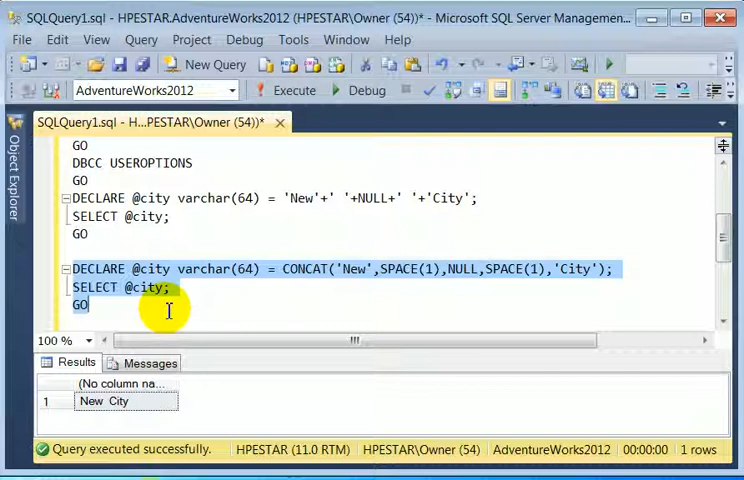 SQLQuery1.sql - HPESTAR.AdventureWorks2012 (HPESTAR\Owner (54))* - Microsoft SQL Server Managemen...
File Edit View Query Project Debug Tools Window Help
New Query
AdventureWorks2012 Execute Debug
SQLQuery1.sql - H...PESTAR\Owner (54))*
Object Explorer
GO
DBCC USEROPTIONS
GO
DECLARE @city varchar(64) = 'New'+' '+NULL+' '+'City';
SELECT @city;
GO
DECLARE @city varchar(64) = CONCAT('New',SPACE(1),NULL,SPACE(1),'City');
SELECT @city;
GO
100 %
Results Messages
(No column na...
1 New  City
Query executed successfully. HPESTAR (11.0 RTM) HPESTAR\Owner (54) AdventureWorks2012 00:00:00 1 rows